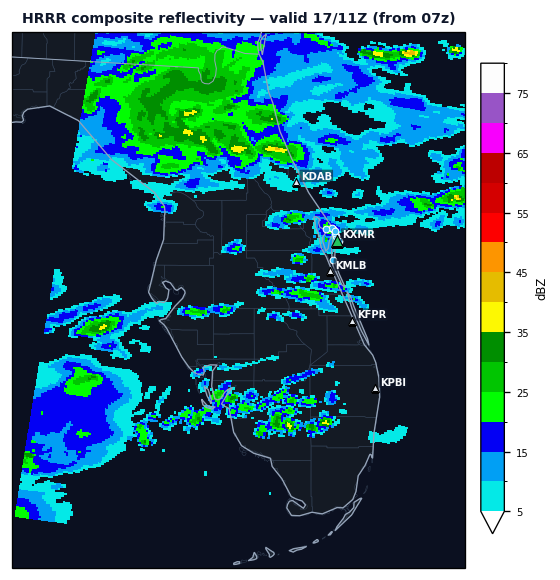 HRRR composite reflectivity — valid 17/11Z (from 07z)
KDAB
KXMR
KMLB
KFPR
KPBI
75
65
55
45
35
25
15
5
dBZ